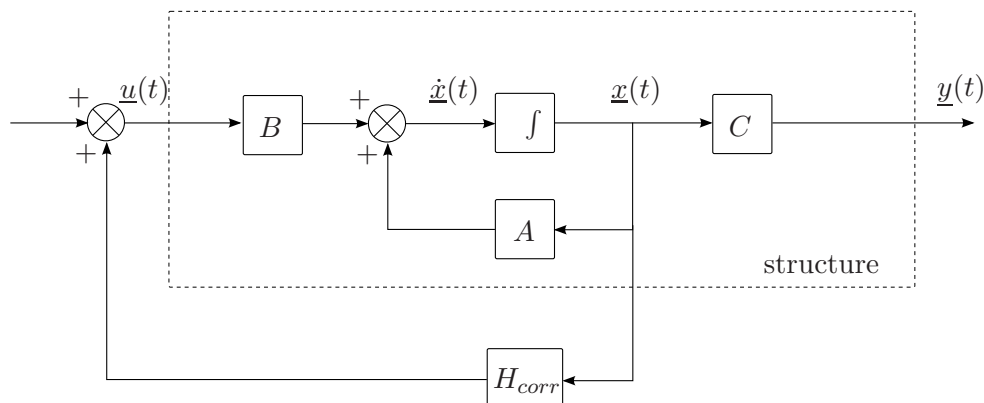 + u(t) + ẋ(t) x(t) y(t)
B ∫ C
+ +
A
structure
H_corr